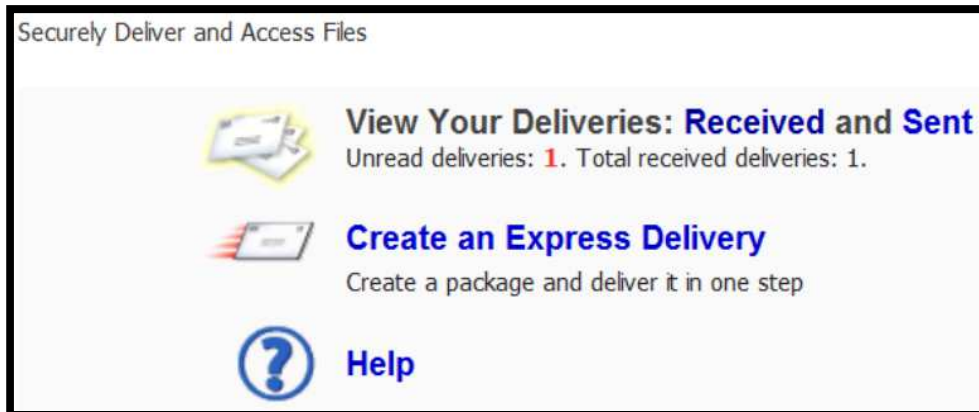 Securely Deliver and Access Files
View Your Deliveries: Received and Sent
Unread deliveries: 1. Total received deliveries: 1.
Create an Express Delivery
Create a package and deliver it in one step
Help